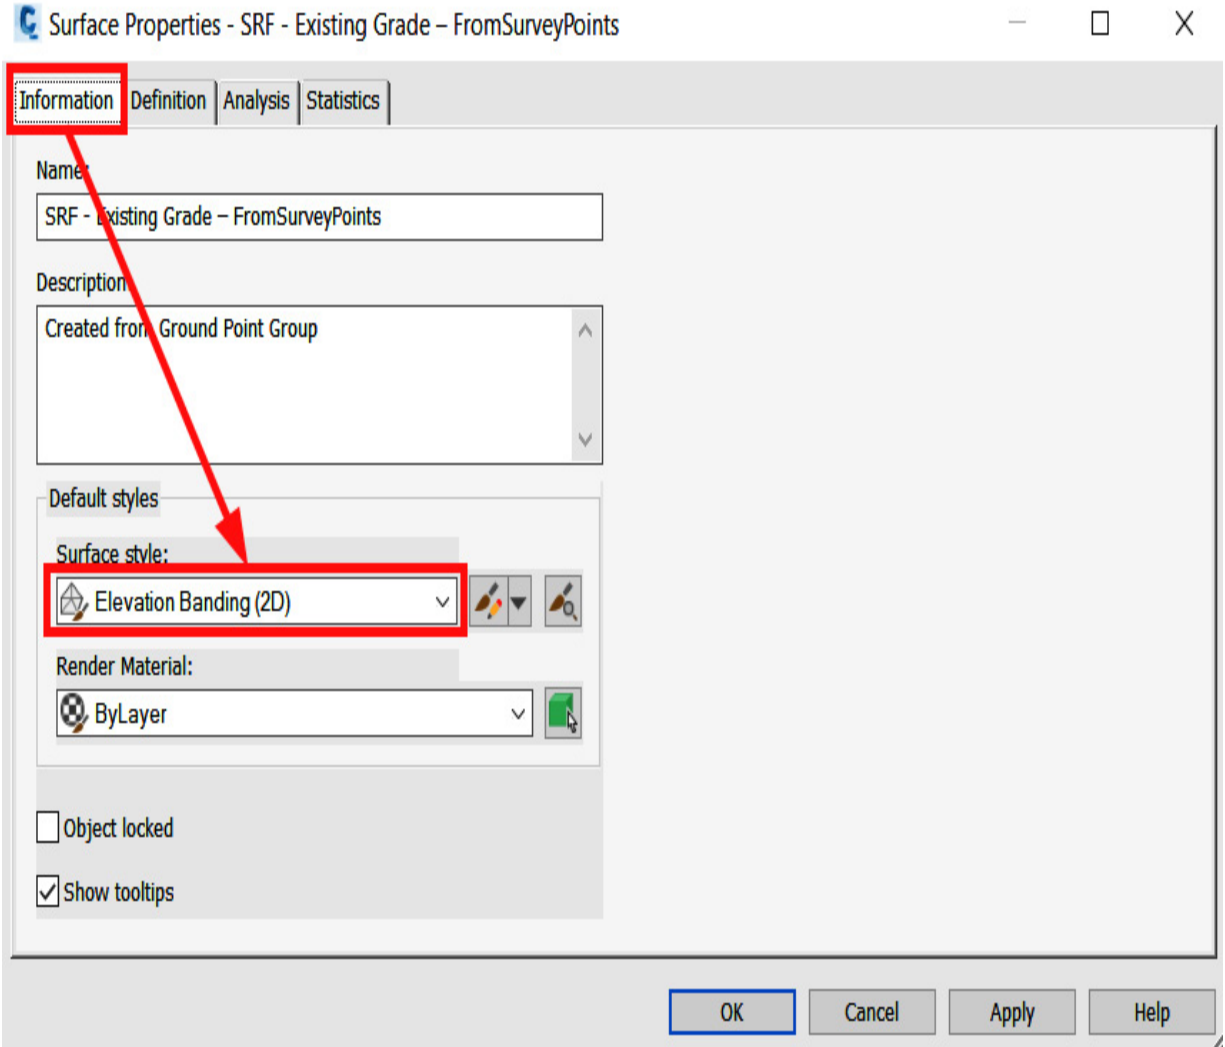 Surface Properties - SRF - Existing Grade – FromSurveyPoints
Information Definition Analysis Statistics
Name:
SRF - Existing Grade – FromSurveyPoints
Description:
Created from Ground Point Group
Default styles
Surface style:
Elevation Banding (2D)
Render Material:
ByLayer
Object locked
Show tooltips
OK Cancel Apply Help